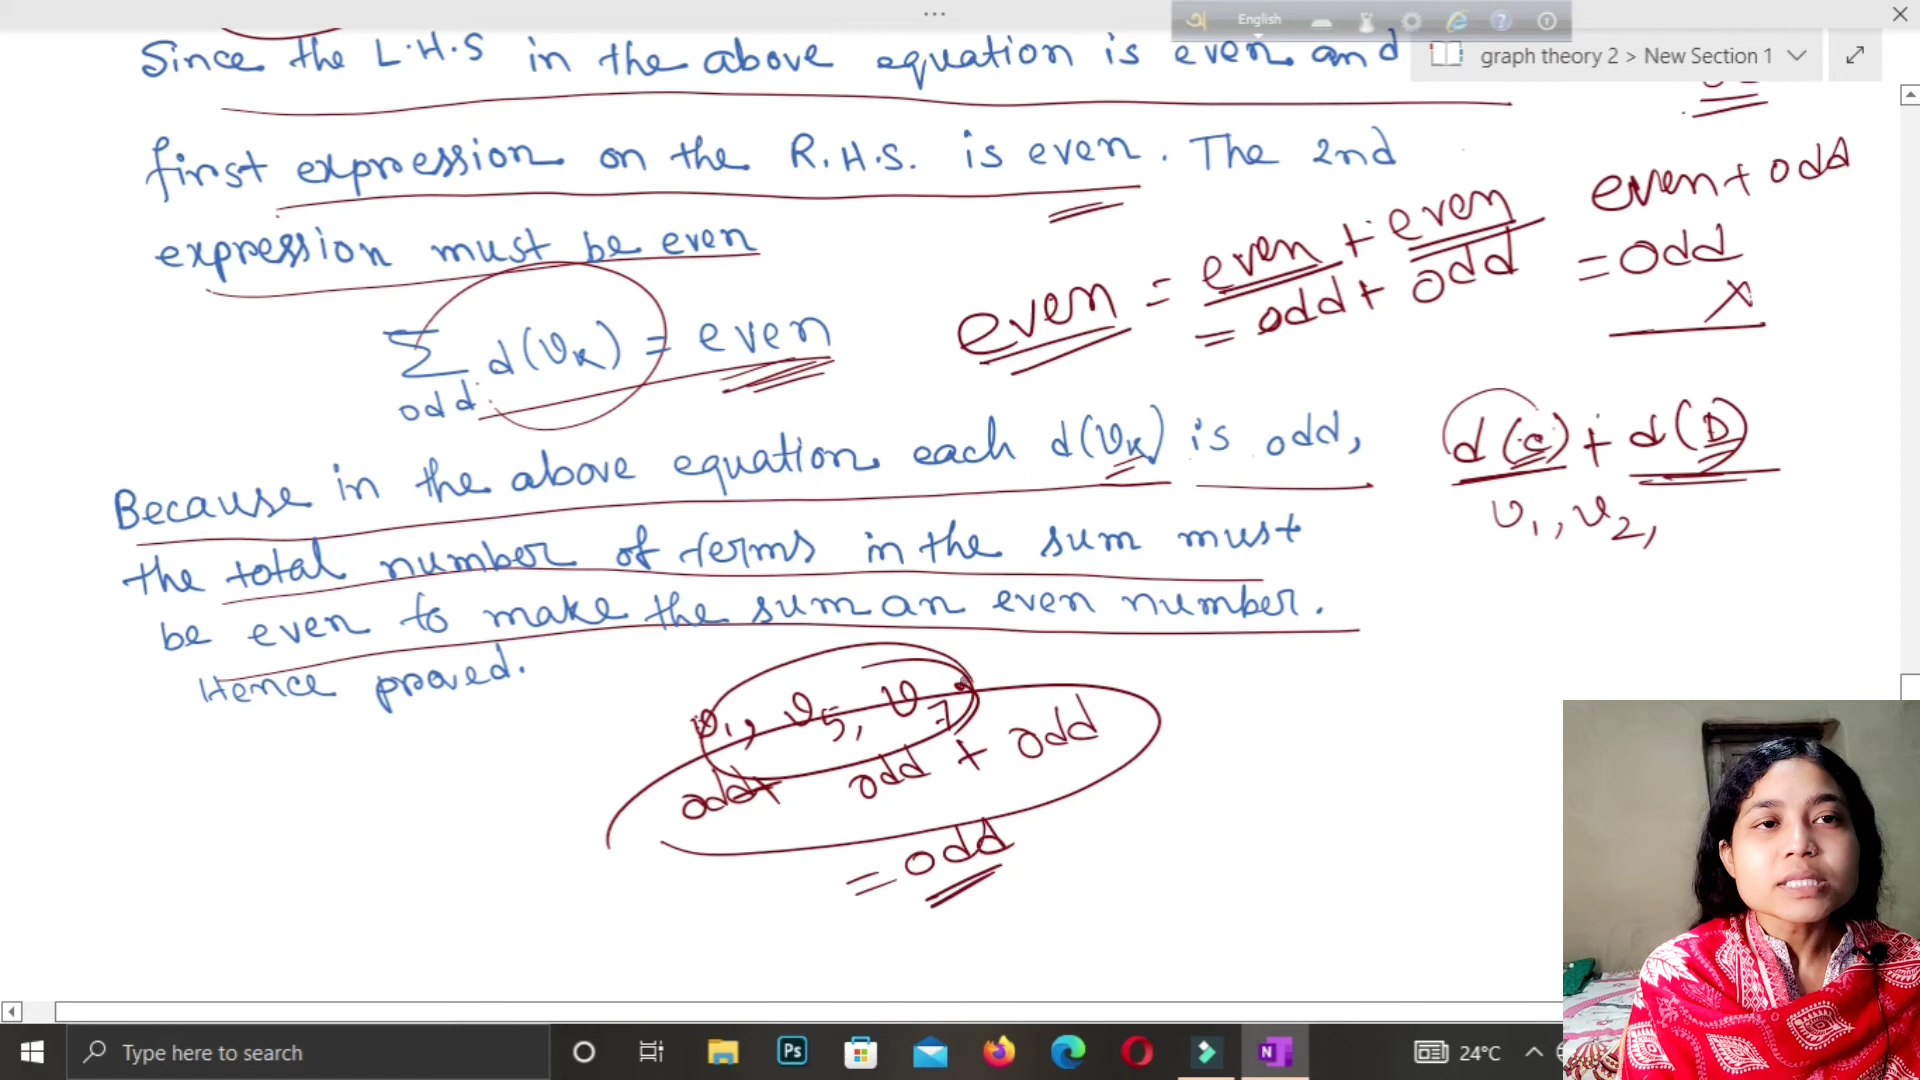 ...
English
graph theory 2 > New Section 1
Since the L.H.S in the above equation is even and
first expression on the R.H.S. is even. The 2nd
expression must be even
∑ d(vₖ) = even
odd
even = even + even
= odd + odd
even + odd
= odd
X
Because in the above equation each d(vₖ) is odd,
the total number of terms in the sum must
be even to make the sum an even number.
Hence proved.
d(C) + d(D)
v₁, v₂,
v₁, v₅, v₇
odd + odd + odd
= odd
Type here to search
Ps
N
24°C